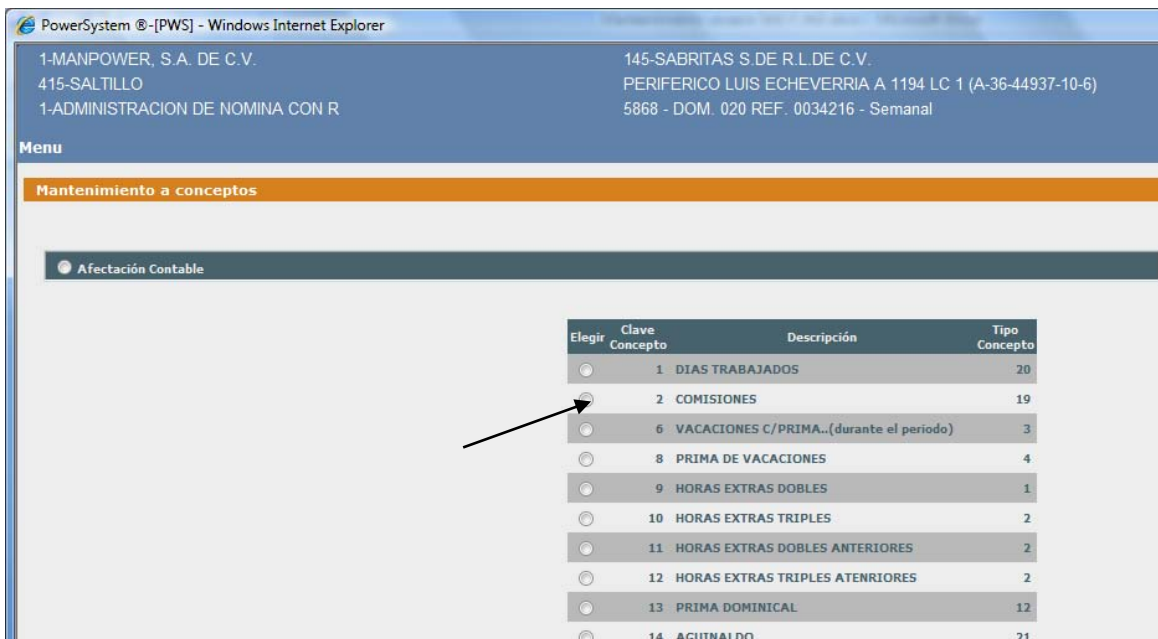 PowerSystem ®-[PWS] - Windows Internet Explorer
1-MANPOWER, S.A. DE C.V.
145-SABRITAS S.DE R.L.DE C.V.
415-SALTILLO
PERIFERICO LUIS ECHEVERRIA A 1194 LC 1 (A-36-44937-10-6)
1-ADMINISTRACION DE NOMINA CON R
5868 - DOM. 020 REF. 0034216 - Semanal
Menu
Mantenimiento a conceptos
Afectación Contable
Elegir Clave Concepto Descripción Tipo Concepto
1 DIAS TRABAJADOS 20
2 COMISIONES 19
6 VACACIONES C/PRIMA..(durante el periodo) 3
8 PRIMA DE VACACIONES 4
9 HORAS EXTRAS DOBLES 1
10 HORAS EXTRAS TRIPLES 2
11 HORAS EXTRAS DOBLES ANTERIORES 2
12 HORAS EXTRAS TRIPLES ATENRIORES 2
13 PRIMA DOMINICAL 12
14 AGUINALDO 21